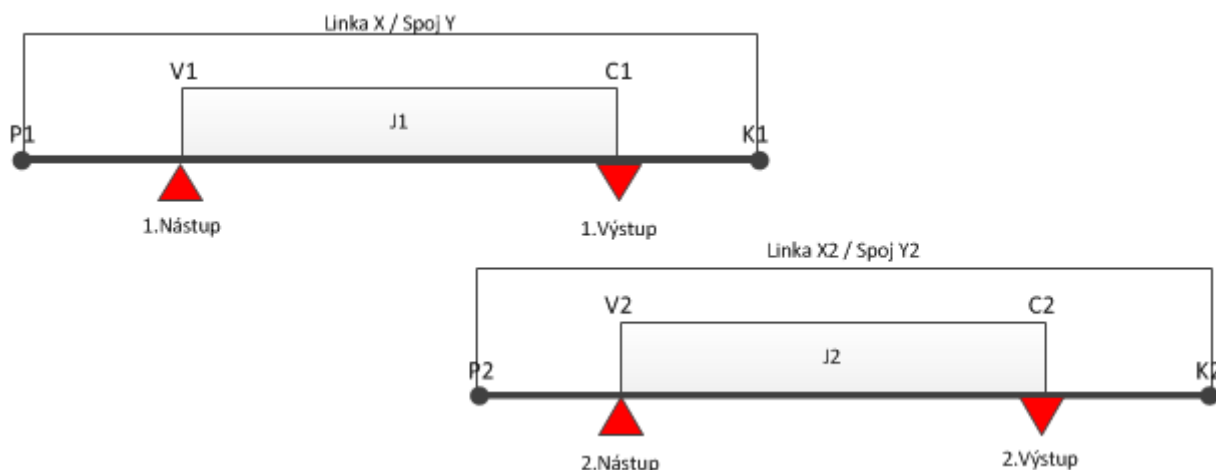 Linka X / Spoj Y
V1
C1
J1
P1
K1
1.Nástup
1.Výstup
Linka X2 / Spoj Y2
V2
C2
J2
P2
K2
2.Nástup
2.Výstup